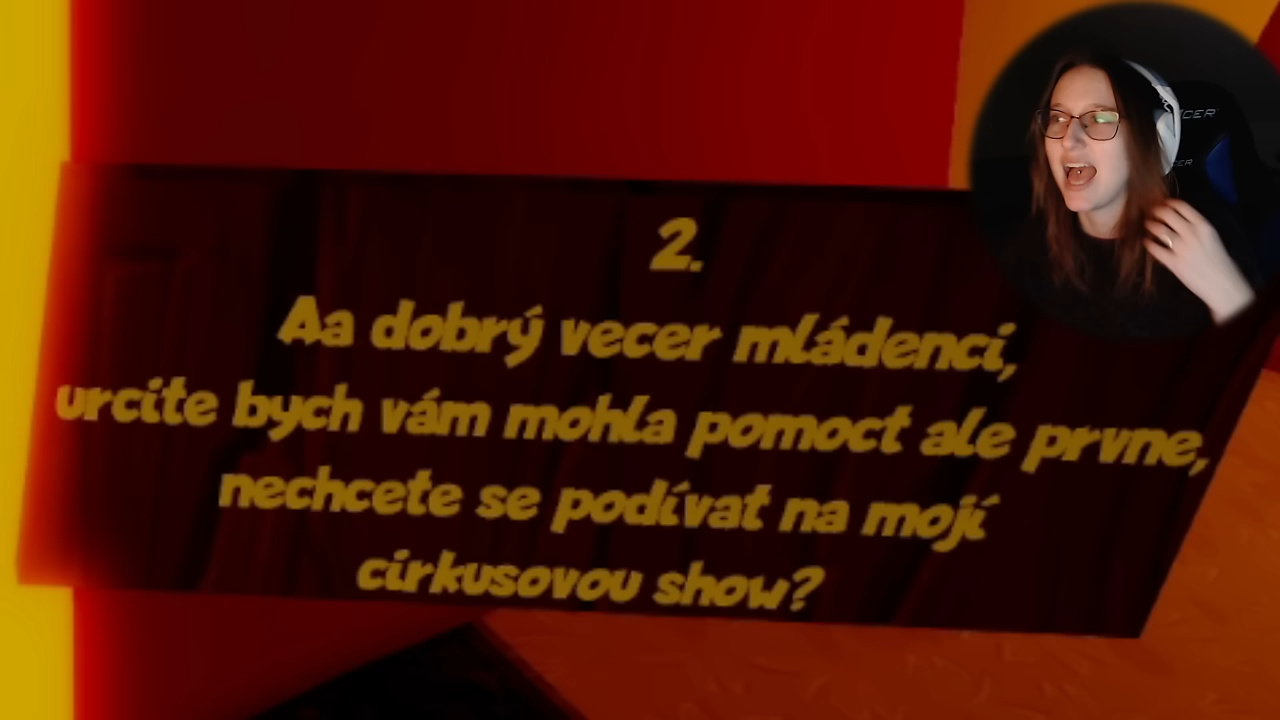 2.
Aa dobrý vecer mládenci,
urcite bych vám mohla pomoct ale prvne,
nechcete se podívat na mojí
cirkusovou show?